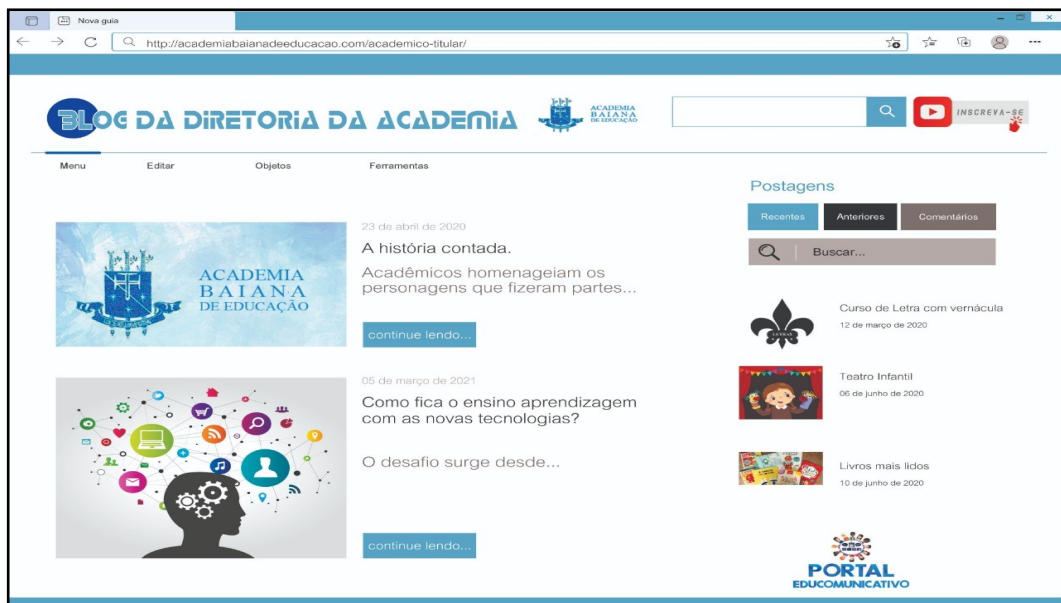 Nova guia
http://academiabaianadeeducacao.com/academico-titular/
BLOG DA DIRETORIA DA ACADEMIA
ACADEMIA
BAIANA
DE EDUCAÇÃO
INSCREVA-SE
Menu Editar Objetos Ferramentas
Postagens
Recentes Anteriores Comentários
Buscar...
23 de abril de 2020
A história contada.
Acadêmicos homenageiam os
personagens que fizeram partes...
continue lendo...
ACADEMIA
BAIANA
DE EDUCAÇÃO
05 de março de 2021
Como fica o ensino aprendizagem
com as novas tecnologias?
O desafio surge desde...
continue lendo...
LETRAS
Curso de Letra com vernácula
12 de março de 2020
Teatro Infantil
06 de junho de 2020
Livros mais lidos
10 de junho de 2020
PORTAL
EDUCOMUNICATIVO